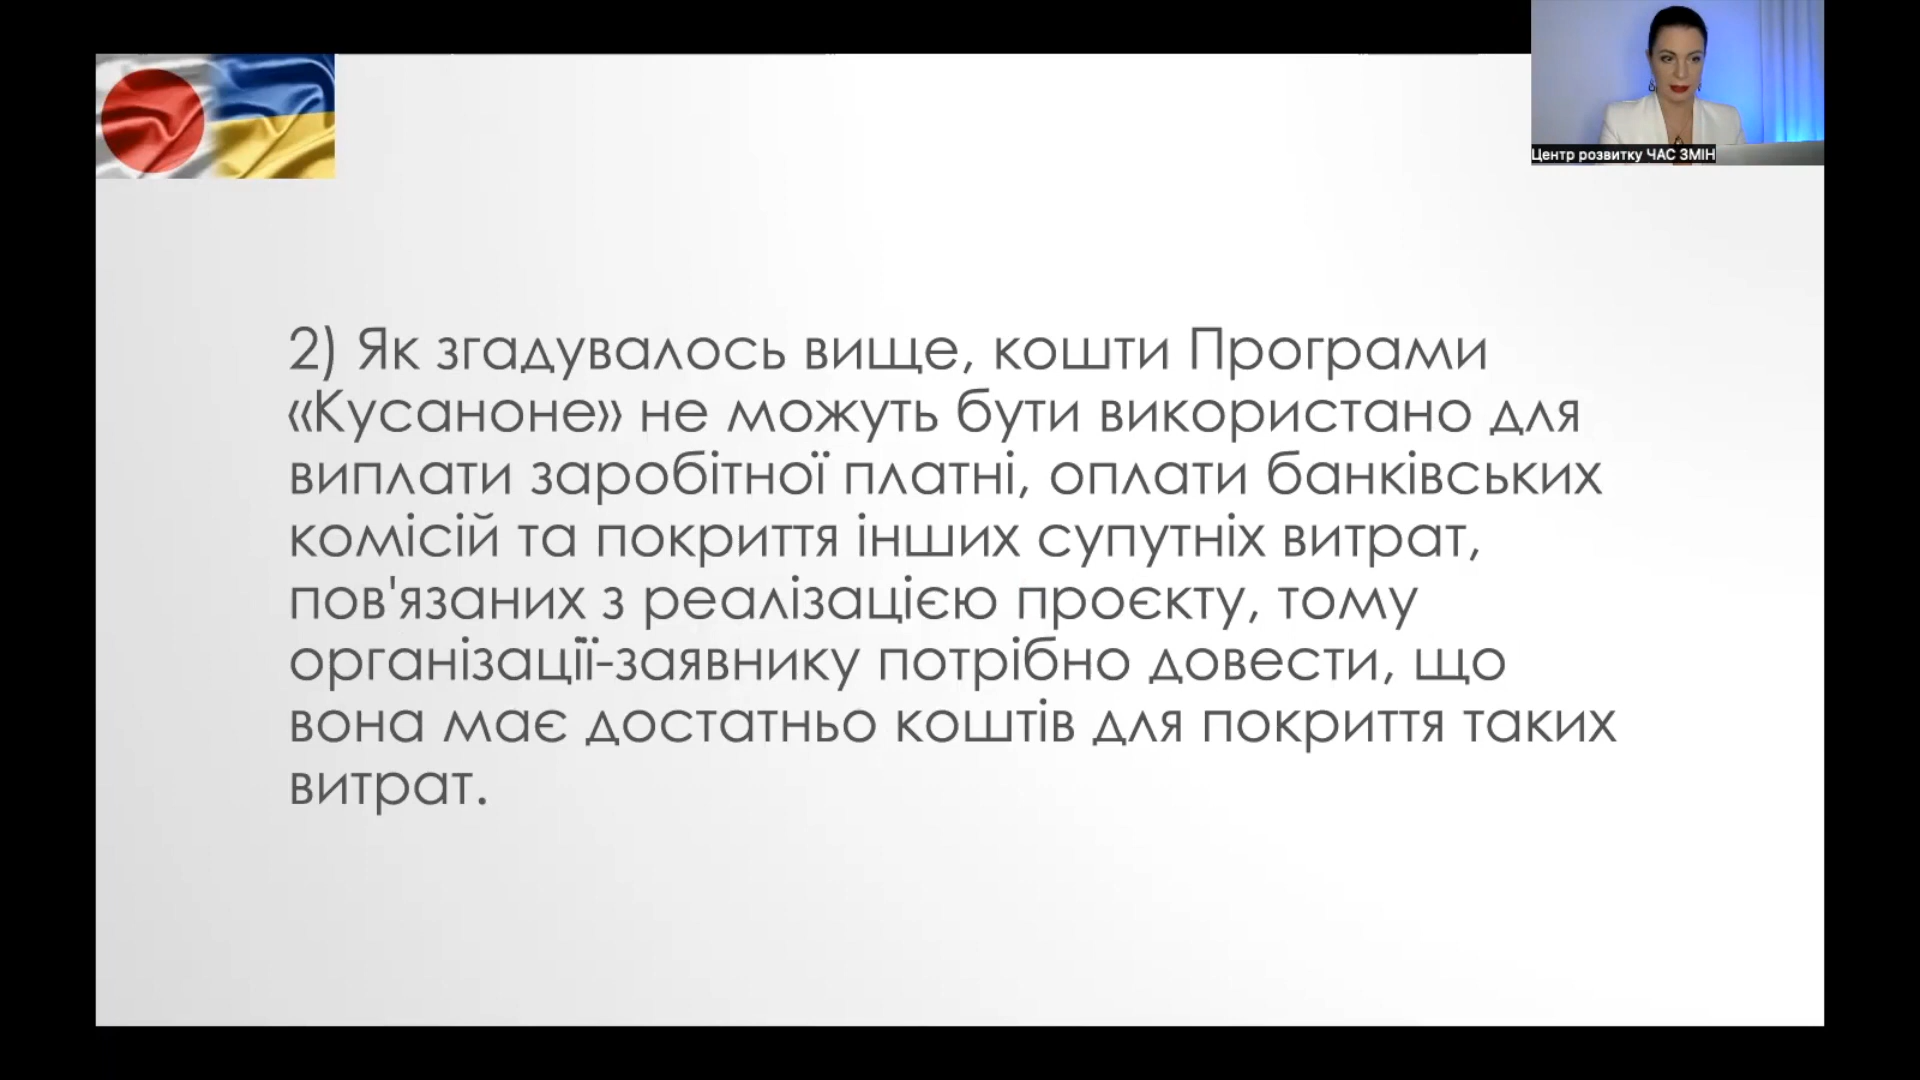 Центр розвитку ЧАС ЗМІН
2) Як згадувалось вище, кошти Програми
«Кусаноне» не можуть бути використано для
виплати заробітної платні, оплати банківських
комісій та покриття інших супутніх витрат,
пов'язаних з реалізацією проєкту, тому
організації-заявнику потрібно довести, що
вона має достатньо коштів для покриття таких
витрат.